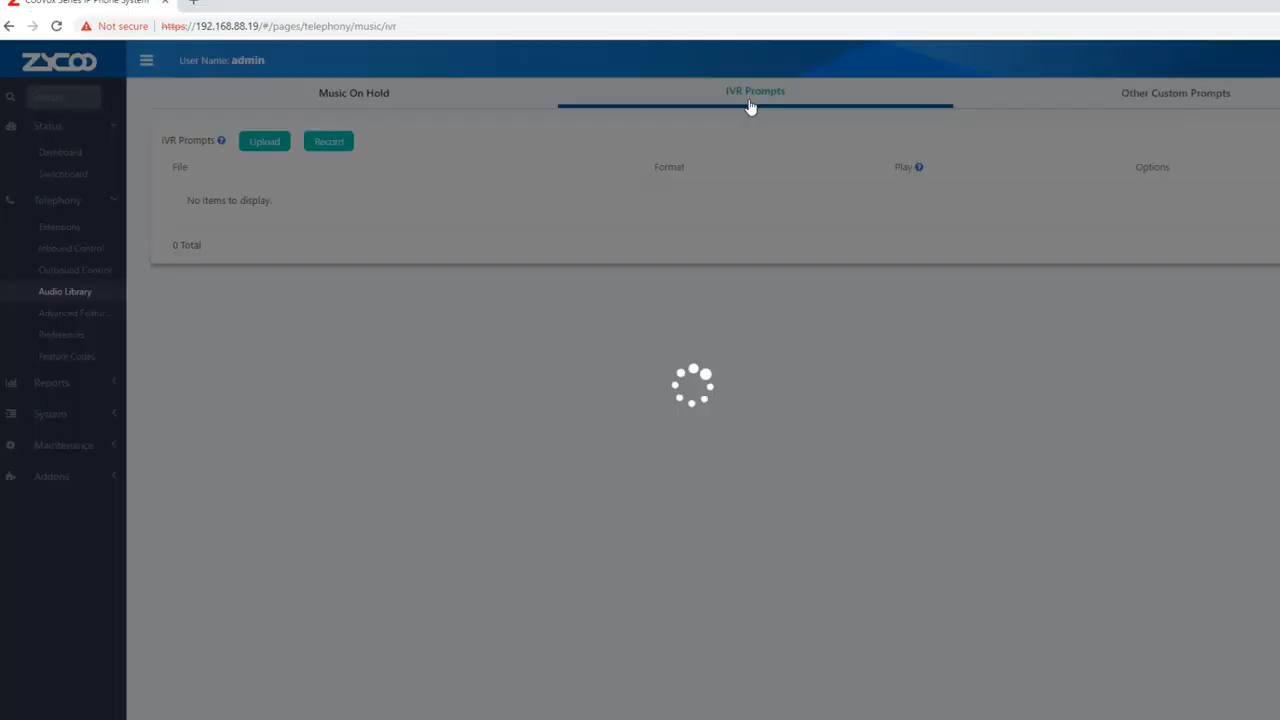 CooVox Series IP Phone System
Not secure
https://192.168.88.19/#/pages/telephony/music/ivr
ZYCOO
User Name: admin
Search
Music On Hold
IVR Prompts
Other Custom Prompts
Status
Dashboard
Switchboard
Telephony
Extensions
Inbound Control
Outbound Control
Audio Library
Advanced Featur...
Preferences
Feature Codes
Reports
System
Maintenance
Addons
IVR Prompts
Upload
Record
File
Format
Play
Options
No items to display.
0 Total